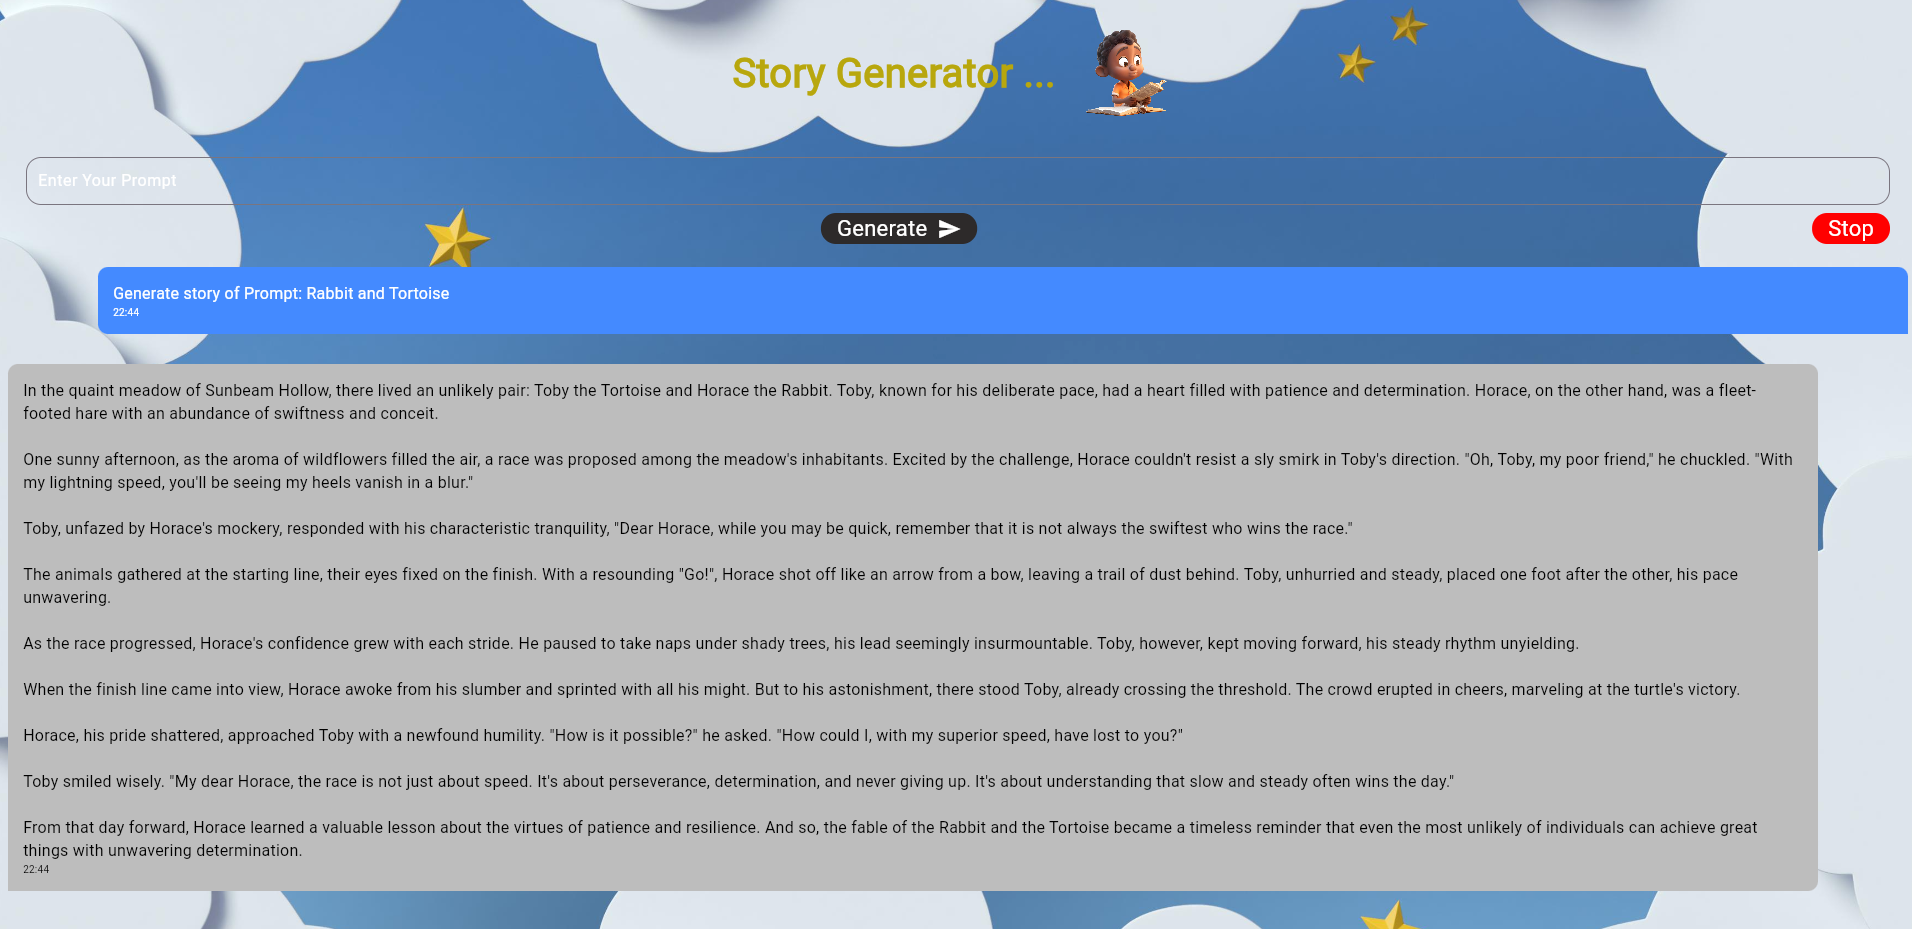 Story Generator ...
Enter Your Prompt
Generate
Stop
Generate story of Prompt: Rabbit and Tortoise
22:44
In the quaint meadow of Sunbeam Hollow, there lived an unlikely pair: Toby the Tortoise and Horace the Rabbit. Toby, known for his deliberate pace, had a heart filled with patience and determination. Horace, on the other hand, was a fleet-
footed hare with an abundance of swiftness and conceit.
One sunny afternoon, as the aroma of wildflowers filled the air, a race was proposed among the meadow's inhabitants. Excited by the challenge, Horace couldn't resist a sly smirk in Toby's direction. "Oh, Toby, my poor friend," he chuckled. "With
my lightning speed, you'll be seeing my heels vanish in a blur."
Toby, unfazed by Horace's mockery, responded with his characteristic tranquility, "Dear Horace, while you may be quick, remember that it is not always the swiftest who wins the race."
The animals gathered at the starting line, their eyes fixed on the finish. With a resounding "Go!", Horace shot off like an arrow from a bow, leaving a trail of dust behind. Toby, unhurried and steady, placed one foot after the other, his pace
unwavering.
As the race progressed, Horace's confidence grew with each stride. He paused to take naps under shady trees, his lead seemingly insurmountable. Toby, however, kept moving forward, his steady rhythm unyielding.
When the finish line came into view, Horace awoke from his slumber and sprinted with all his might. But to his astonishment, there stood Toby, already crossing the threshold. The crowd erupted in cheers, marveling at the turtle's victory.
Horace, his pride shattered, approached Toby with a newfound humility. "How is it possible?" he asked. "How could I, with my superior speed, have lost to you?"
Toby smiled wisely. "My dear Horace, the race is not just about speed. It's about perseverance, determination, and never giving up. It's about understanding that slow and steady often wins the day."
From that day forward, Horace learned a valuable lesson about the virtues of patience and resilience. And so, the fable of the Rabbit and the Tortoise became a timeless reminder that even the most unlikely of individuals can achieve great
things with unwavering determination.
22:44